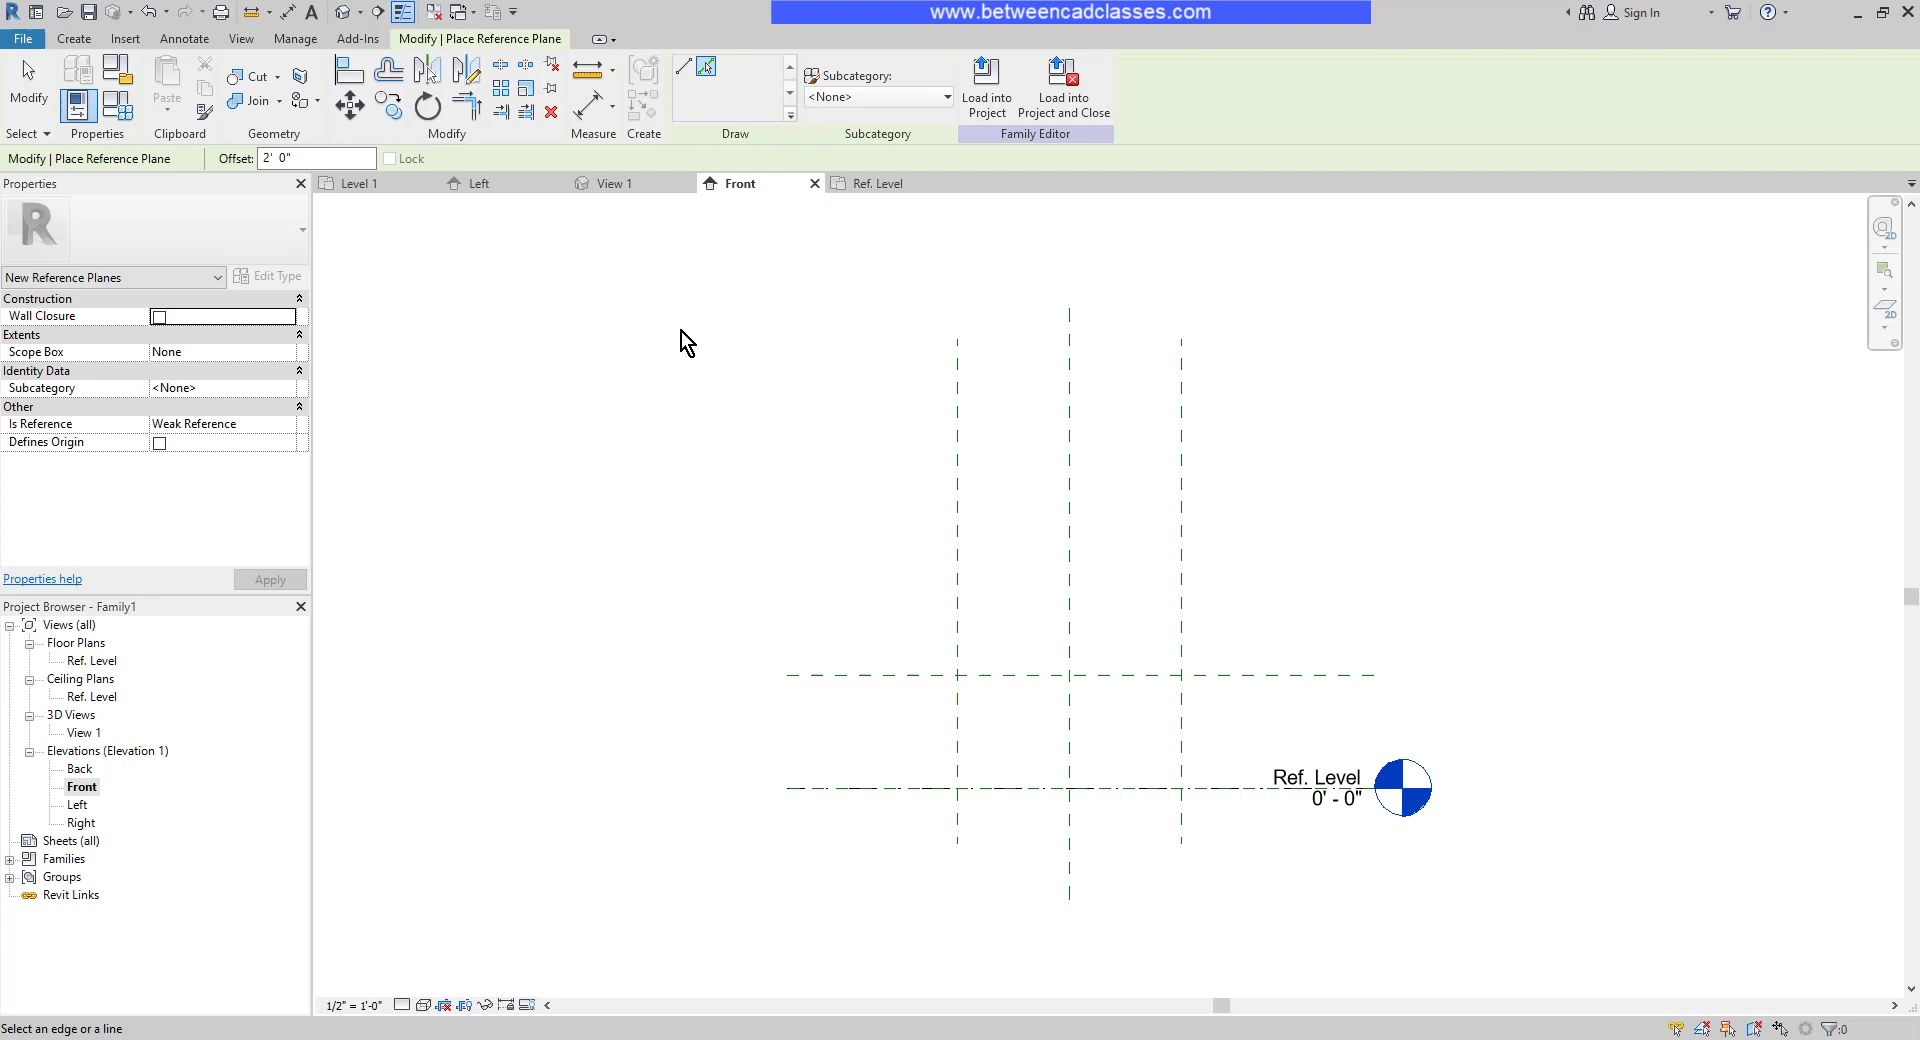 www.betweencadclasses.com
Sign In
File Create Insert Annotate View Manage Add-Ins Modify | Place Reference Plane
Modify
Paste
Cut
Join
Subcategory:
<None>
Load into
Project
Load into
Project and Close
Select Properties Clipboard Geometry Modify Measure Create Draw Subcategory Family Editor
Modify | Place Reference Plane Offset: 2' 0" Lock
Properties
Level 1 Left View 1 Front Ref. Level
2D
2D
R
New Reference Planes Edit Type
Construction
Wall Closure
Extents
Scope Box None
Identity Data
Subcategory <None>
Other
Is Reference Weak Reference
Defines Origin
Properties help Apply
Project Browser - Family1
Views (all)
Floor Plans
Ref. Level
Ceiling Plans
Ref. Level
3D Views
View 1
Elevations (Elevation 1)
Back
Front
Left
Right
Sheets (all)
Families
Groups
Revit Links
Ref. Level
0' - 0"
1/2" = 1'-0"
Select an edge or a line
:0